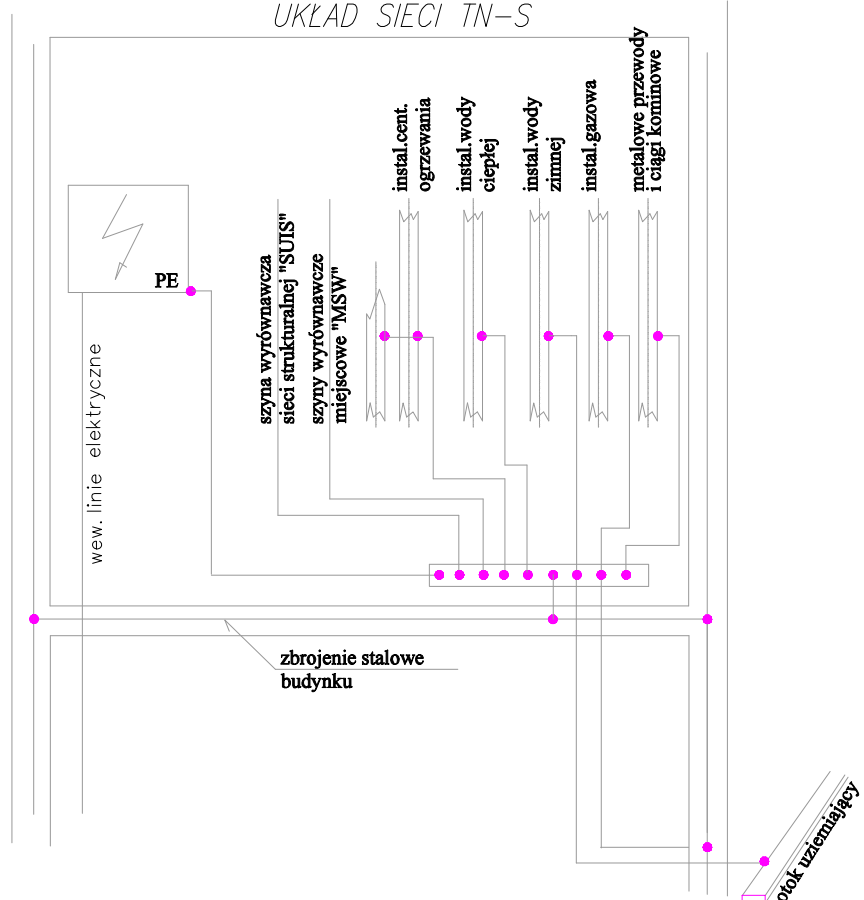 UKŁAD SIECI TN-S
instal.cent.
ogrzewania
instal.wody
ciepłej
instal.wody
zimnej
instal.gazowa
metalowe przewody
i ciągi kominowe
PE
szyna wyrównawcza
sieci strukturalnej "SUIS"
szyny wyrównawcze
miejscowe "MSW"
wew. linie elektryczne
zbrojenie stalowe
budynku
otok uziemiający